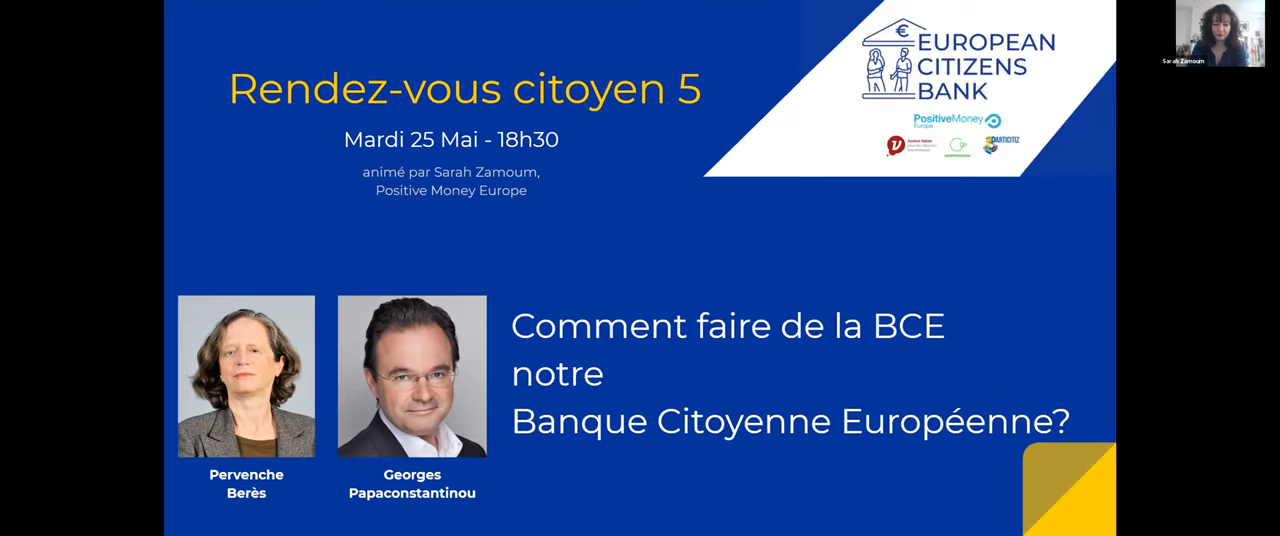 Rendez-vous citoyen 5
Mardi 25 Mai - 18h30
animé par Sarah Zamoum,
Positive Money Europe
€
EUROPEAN
CITIZENS
BANK
PositiveMoney
Europe
PARTICITIZ
Sarah Zamoum
Comment faire de la BCE
notre
Banque Citoyenne Européenne?
Pervenche
Berès
Georges
Papaconstantinou